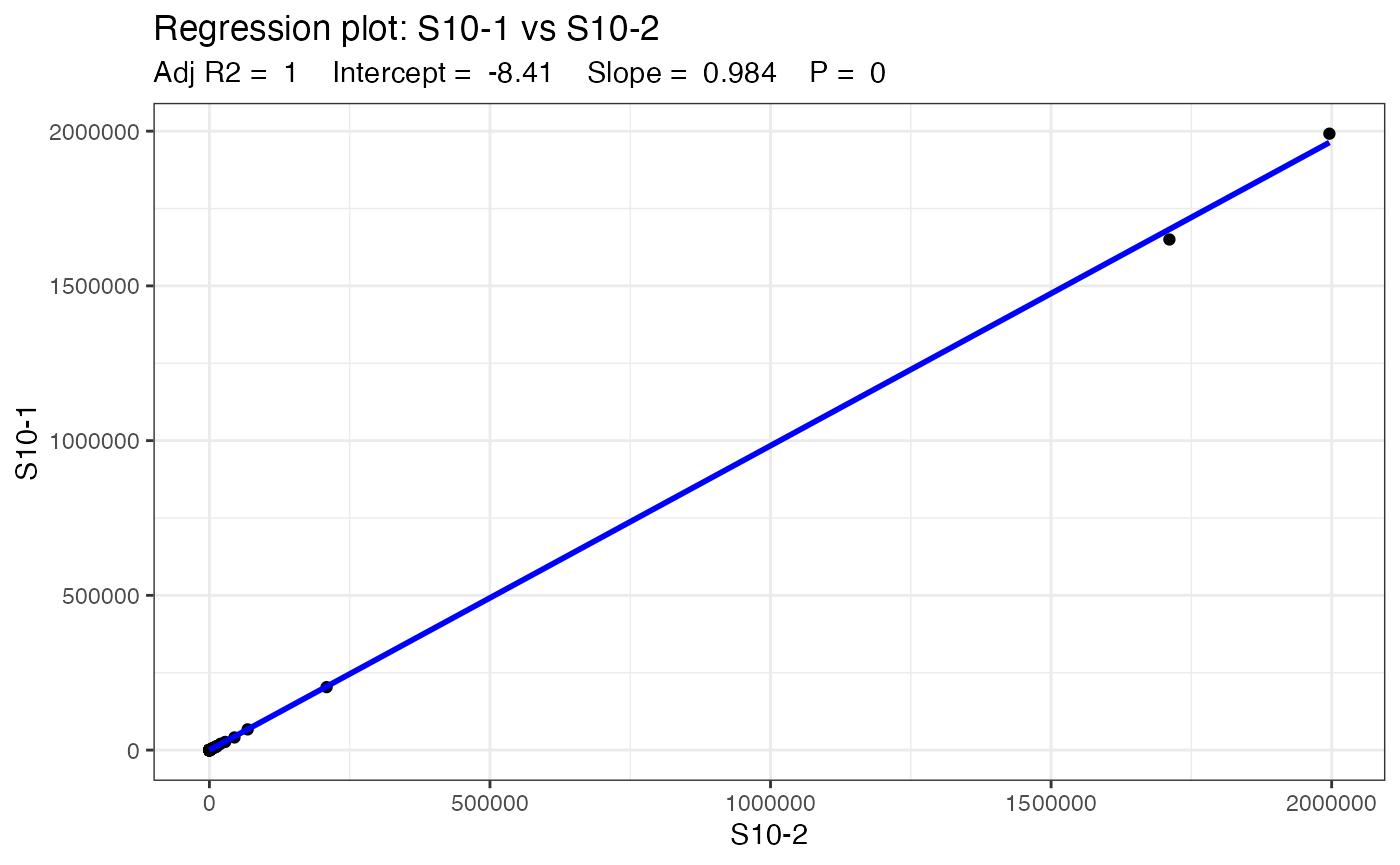 Regression plot: S10-1 vs S10-2
Adj R2 =  1    Intercept =  -8.41    Slope =  0.984    P =  0
2000000
1500000
1000000
500000
0
S10-1
0 500000 1000000 1500000 2000000
S10-2